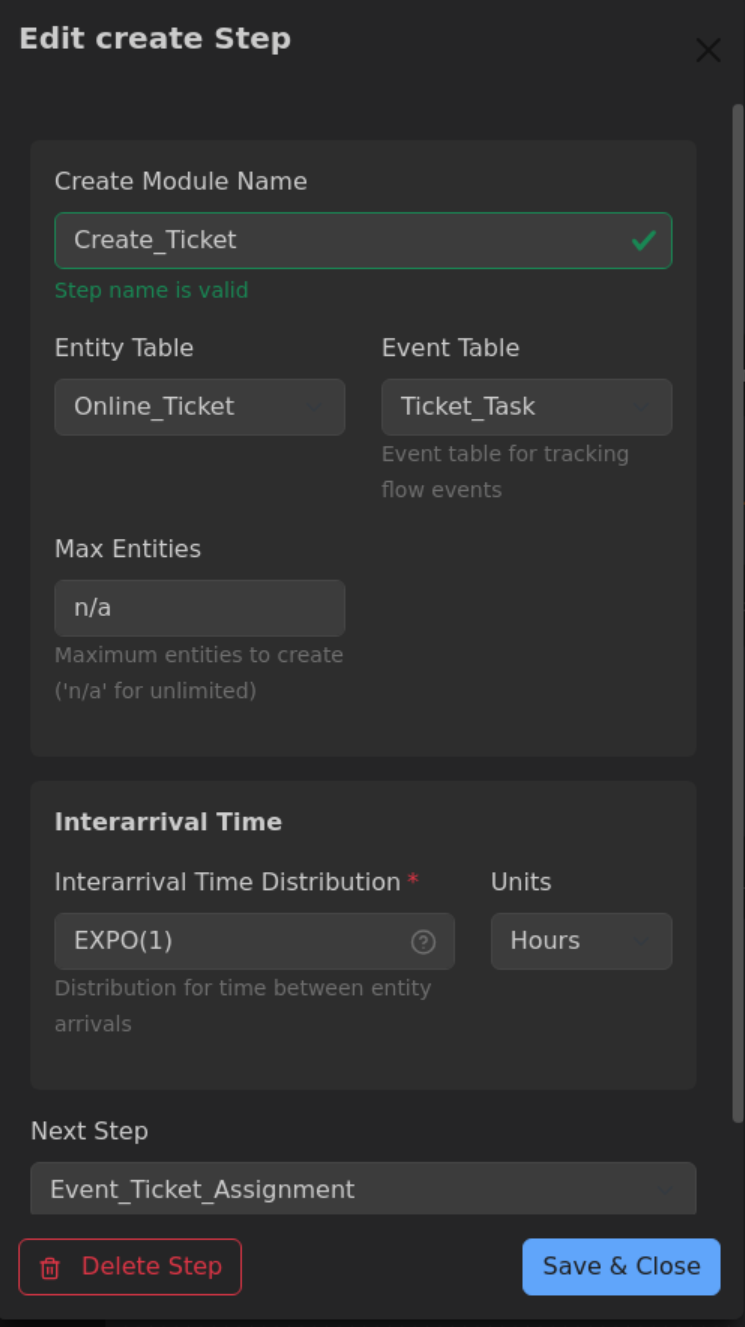 Edit create Step
Create Module Name
Create_Ticket
Step name is valid
Entity Table
Event Table
Online_Ticket
Ticket_Task
Event table for tracking
flow events
Max Entities
n/a
Maximum entities to create
('n/a' for unlimited)
Interarrival Time
Interarrival Time Distribution *
Units
EXPO(1)
Hours
Distribution for time between entity
arrivals
Next Step
Event_Ticket_Assignment
Delete Step
Save & Close